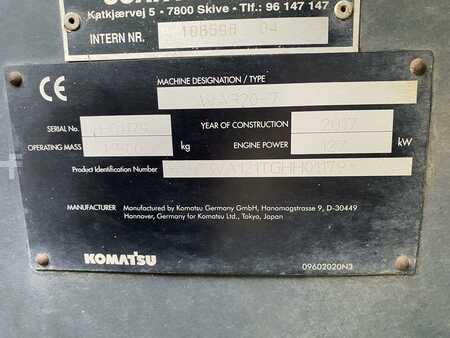 Katkjærvej 5 - 7800 Skive - Tlf.: 96 147 147
INTERN NR.
CE
MACHINE DESIGNATION / TYPE
SERIAL No.
YEAR OF CONSTRUCTION 2007
OPERATING MASS kg ENGINE POWER kW
Product Identification Number
MANUFACTURER Manufactured by Komatsu Germany GmbH, Hanomagstrasse 9, D-30449
Hannover, Germany for Komatsu Ltd., Tokyo, Japan
KOMATSU
09602020N3